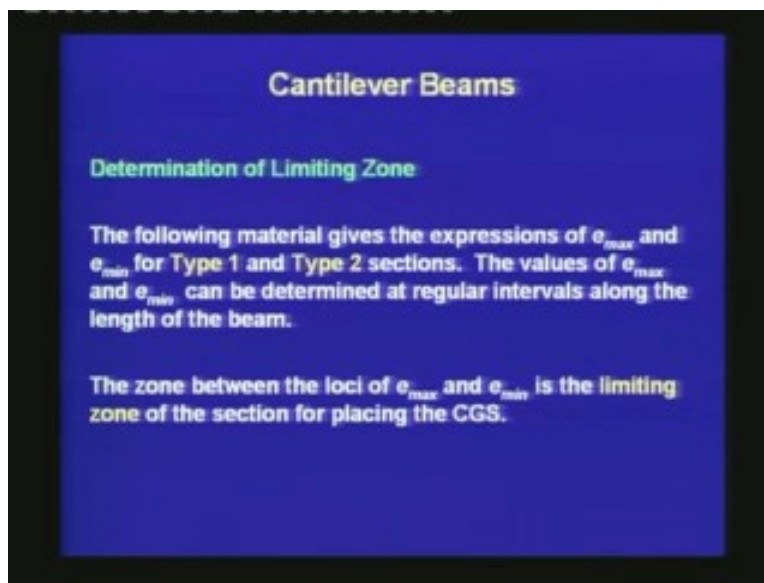 Cantilever Beams
Determination of Limiting Zone
The following material gives the expressions of e_max and
e_min for Type 1 and Type 2 sections. The values of e_max
and e_min can be determined at regular intervals along the
length of the beam.
The zone between the loci of e_max and e_min is the limiting
zone of the section for placing the CGS.